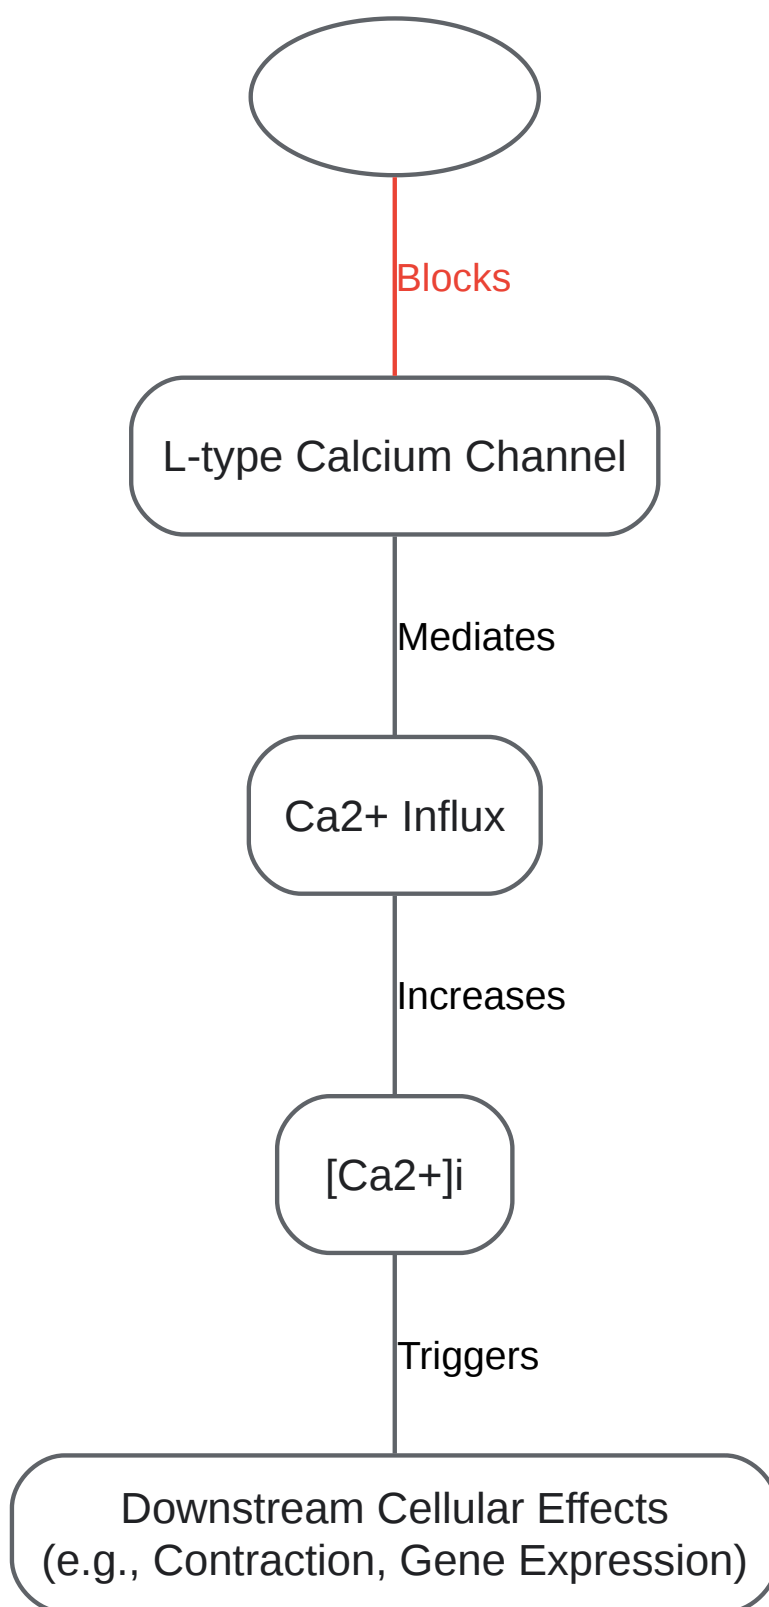 Blocks
L-type Calcium Channel
Mediates
Ca2+ Influx
Increases
[Ca2+]i
Triggers
Downstream Cellular Effects
(e.g., Contraction, Gene Expression)